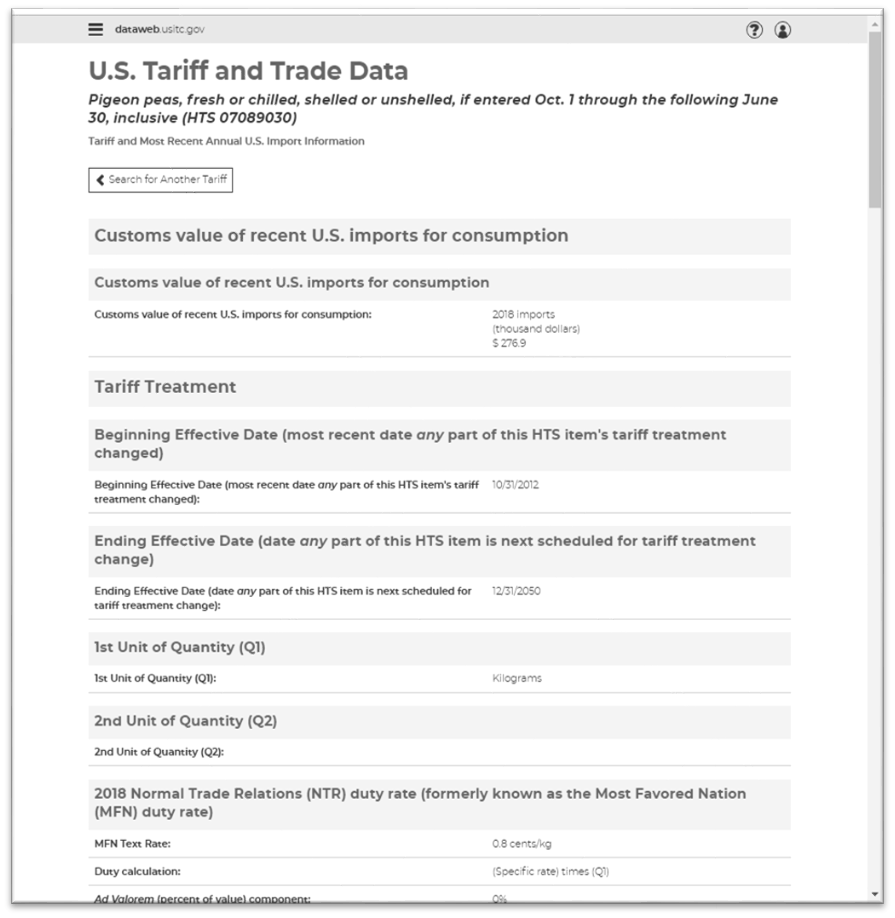 dataweb.usitc.gov
U.S. Tariff and Trade Data
Pigeon peas, fresh or chilled, shelled or unshelled, if entered Oct. 1 through the following June
30, inclusive (HTS 07089030)
Tariff and Most Recent Annual U.S. Import Information
Search for Another Tariff
Customs value of recent U.S. imports for consumption
Customs value of recent U.S. imports for consumption
Customs value of recent U.S. imports for consumption: 2018 imports
(thousand dollars)
$ 276.9
Tariff Treatment
Beginning Effective Date (most recent date any part of this HTS item's tariff treatment
changed)
Beginning Effective Date (most recent date any part of this HTS item's tariff 10/31/2012
treatment changed):
Ending Effective Date (date any part of this HTS item is next scheduled for tariff treatment
change)
Ending Effective Date (date any part of this HTS item is next scheduled for 12/31/2050
tariff treatment change):
1st Unit of Quantity (Q1)
1st Unit of Quantity (Q1): Kilograms
2nd Unit of Quantity (Q2)
2nd Unit of Quantity (Q2):
2018 Normal Trade Relations (NTR) duty rate (formerly known as the Most Favored Nation
(MFN) duty rate)
MFN Text Rate: 0.8 cents/kg
Duty calculation: (Specific rate) times (Q1)
Ad Valorem (percent of value) component: 0%